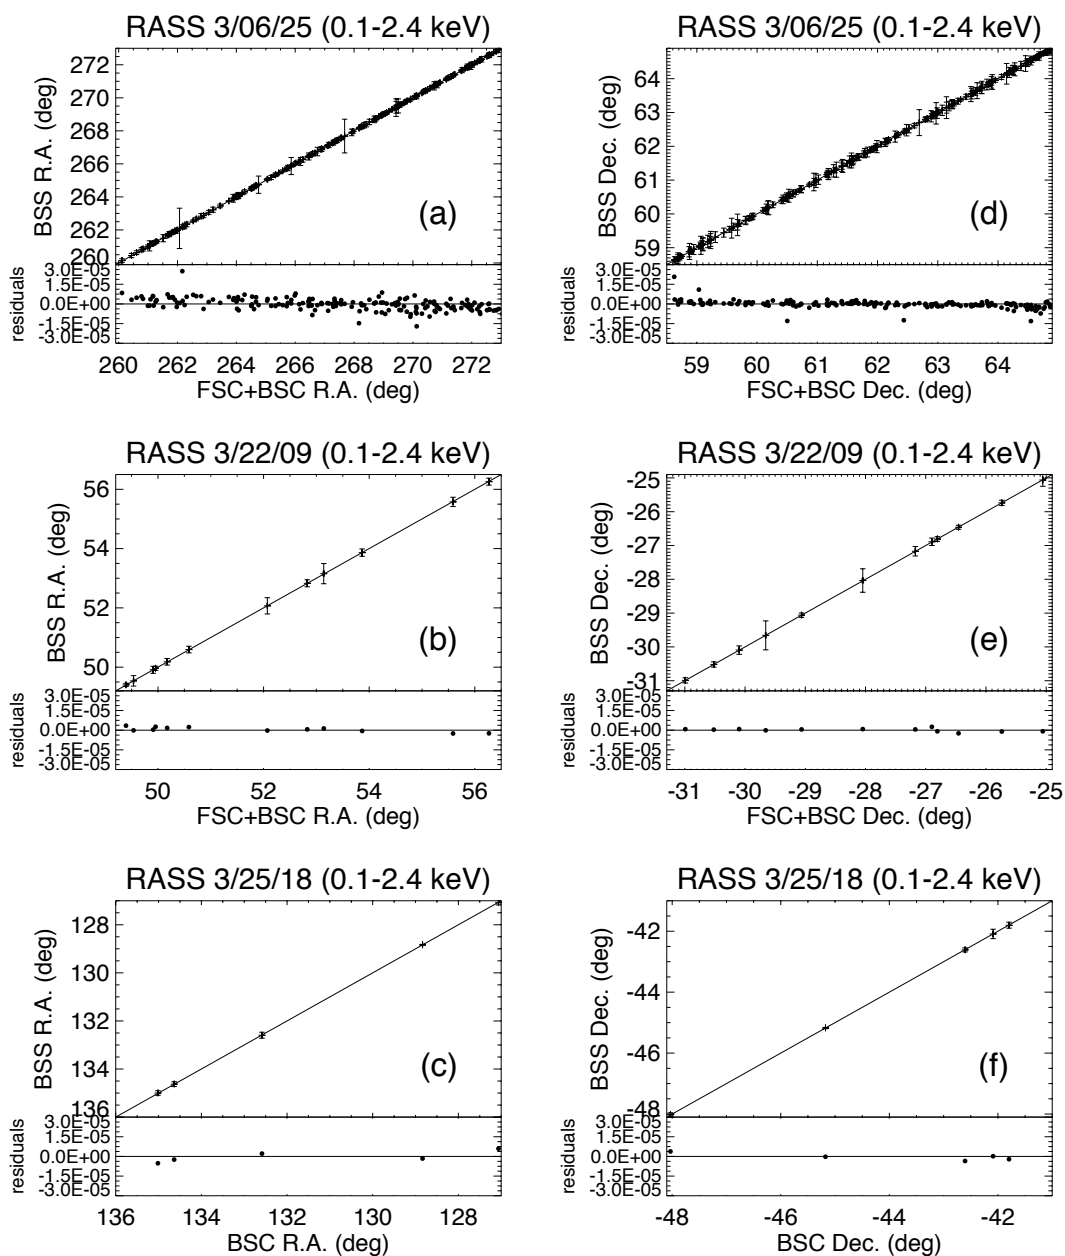 RASS 3/06/25 (0.1-2.4 keV)
BSS R.A. (deg)
272
270
268
266
264
262
260
(a)
residuals
3.0E-05
1.5E-05
0.0E+00
-1.5E-05
-3.0E-05
260 262 264 266 268 270 272
FSC+BSC R.A. (deg)
RASS 3/06/25 (0.1-2.4 keV)
BSS Dec. (deg)
64
63
62
61
60
59
(d)
residuals
3.0E-05
1.5E-05
0.0E+00
-1.5E-05
-3.0E-05
59 60 61 62 63 64
FSC+BSC Dec. (deg)
RASS 3/22/09 (0.1-2.4 keV)
BSS R.A. (deg)
56
54
52
50
(b)
residuals
3.0E-05
1.5E-05
0.0E+00
-1.5E-05
-3.0E-05
50 52 54 56
FSC+BSC R.A. (deg)
RASS 3/22/09 (0.1-2.4 keV)
BSS Dec. (deg)
-25
-26
-27
-28
-29
-30
-31
(e)
residuals
3.0E-05
1.5E-05
0.0E+00
-1.5E-05
-3.0E-05
-31 -30 -29 -28 -27 -26 -25
FSC+BSC Dec. (deg)
RASS 3/25/18 (0.1-2.4 keV)
BSS R.A. (deg)
128
130
132
134
136
(c)
residuals
3.0E-05
1.5E-05
0.0E+00
-1.5E-05
-3.0E-05
136 134 132 130 128
BSC R.A. (deg)
RASS 3/25/18 (0.1-2.4 keV)
BSS Dec. (deg)
-42
-44
-46
-48
(f)
residuals
3.0E-05
1.5E-05
0.0E+00
-1.5E-05
-3.0E-05
-48 -46 -44 -42
BSC Dec. (deg)